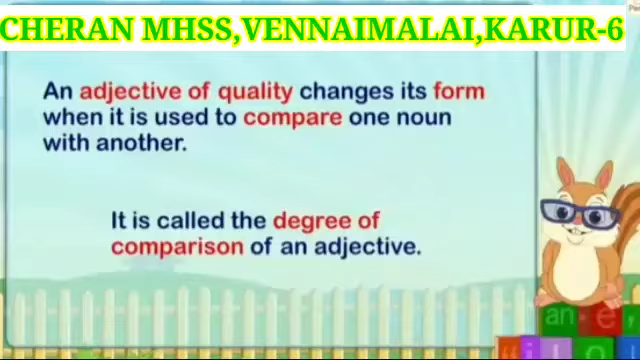 CHERAN MHSS,VENNAIMALAI,KARUR-6
An adjective of quality changes its form
when it is used to compare one noun
with another.
It is called the degree of
comparison of an adjective.
an e